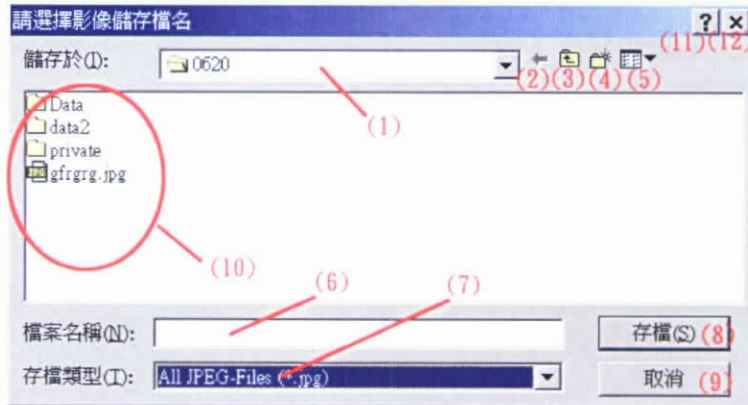 請選擇影像儲存檔名 ? ×
(11)(12)
儲存於(I): 0620
(2)(3)(4)(5)
(1)
Data
data2
private
gfrgrg.jpg
(10)
(6)
(7)
檔案名稱(N):
存檔(S) (8)
存檔類型(T): All JPEG-Files (*.jpg)
取消 (9)